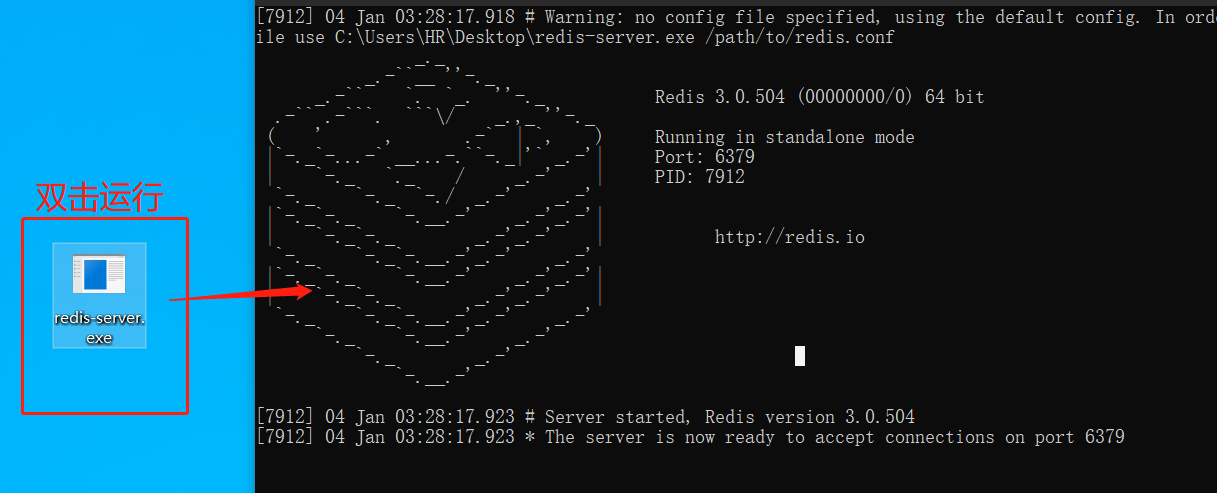 [7912] 04 Jan 03:28:17.918 # Warning: no config file specified, using the default config. In orde
ile use C:\Users\HR\Desktop\redis-server.exe /path/to/redis.conf
Redis 3.0.504 (00000000/0) 64 bit
Running in standalone mode
Port: 6379
PID: 7912
双击运行
http://redis.io
redis-server.
exe
[7912] 04 Jan 03:28:17.923 # Server started, Redis version 3.0.504
[7912] 04 Jan 03:28:17.923 * The server is now ready to accept connections on port 6379